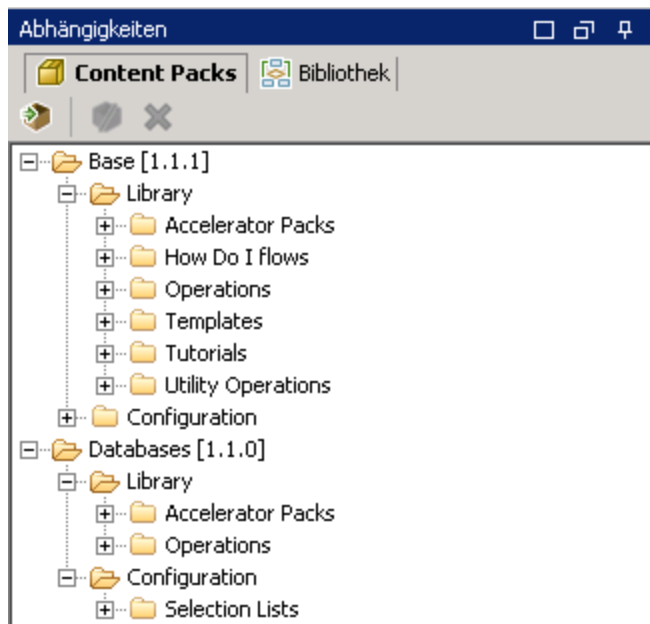 Abhängigkeiten
Content Packs Bibliothek
Base [1.1.1]
Library
Accelerator Packs
How Do I flows
Operations
Templates
Tutorials
Utility Operations
Configuration
Databases [1.1.0]
Library
Accelerator Packs
Operations
Configuration
Selection Lists